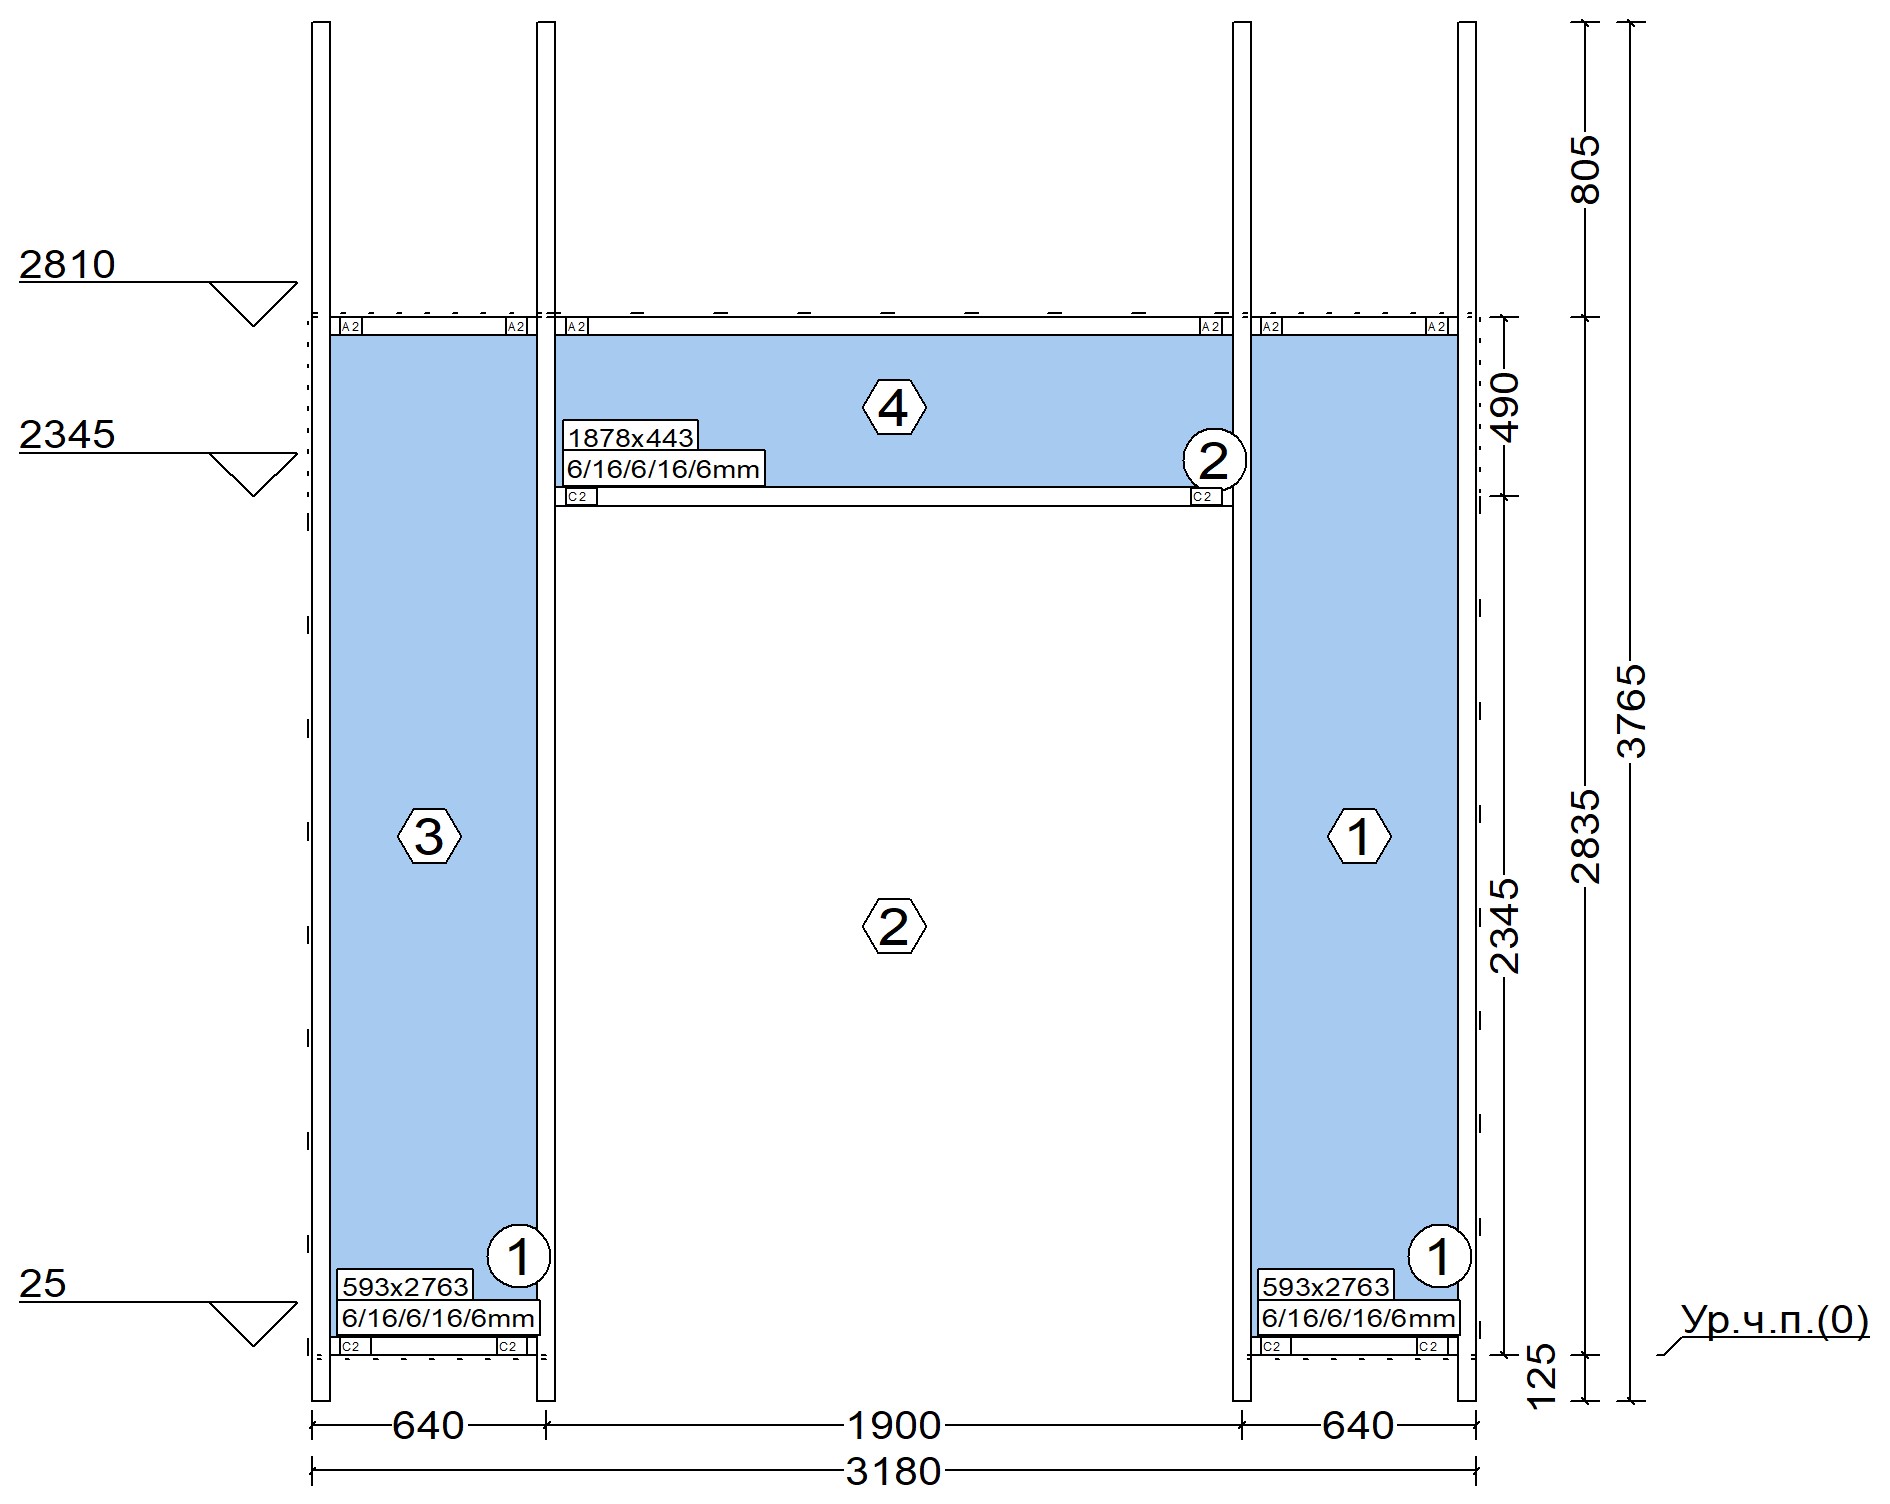 805
2810
A2 A2 A2 A2 A2 A2
4
490
2345
1878x443
2
6/16/6/16/6mm
C2 C2
3765
3
1
2835
2
2345
1
1
25
593x2763
593x2763
6/16/6/16/6mm
6/16/6/16/6mm
Ур.ч.п.(0)
C2 C2 C2 C2
125
640 1900 640
3180